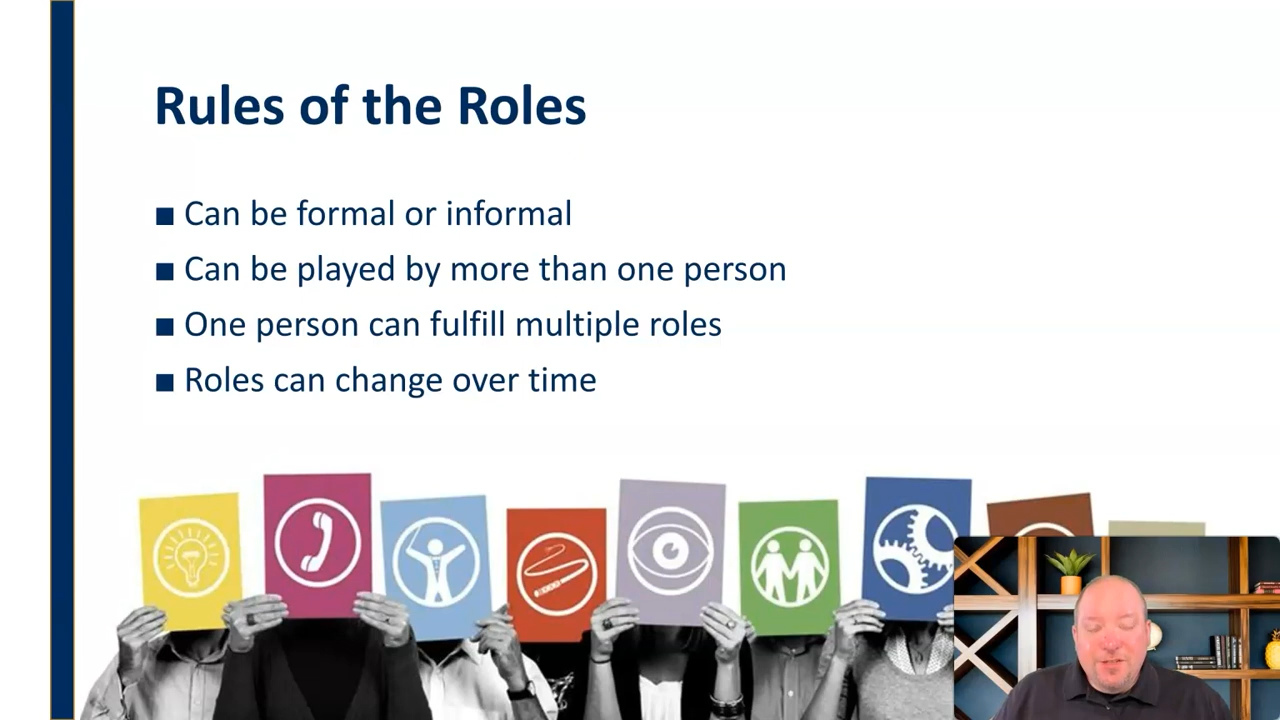 Rules of the Roles
■ Can be formal or informal
■ Can be played by more than one person
■ One person can fulfill multiple roles
■ Roles can change over time